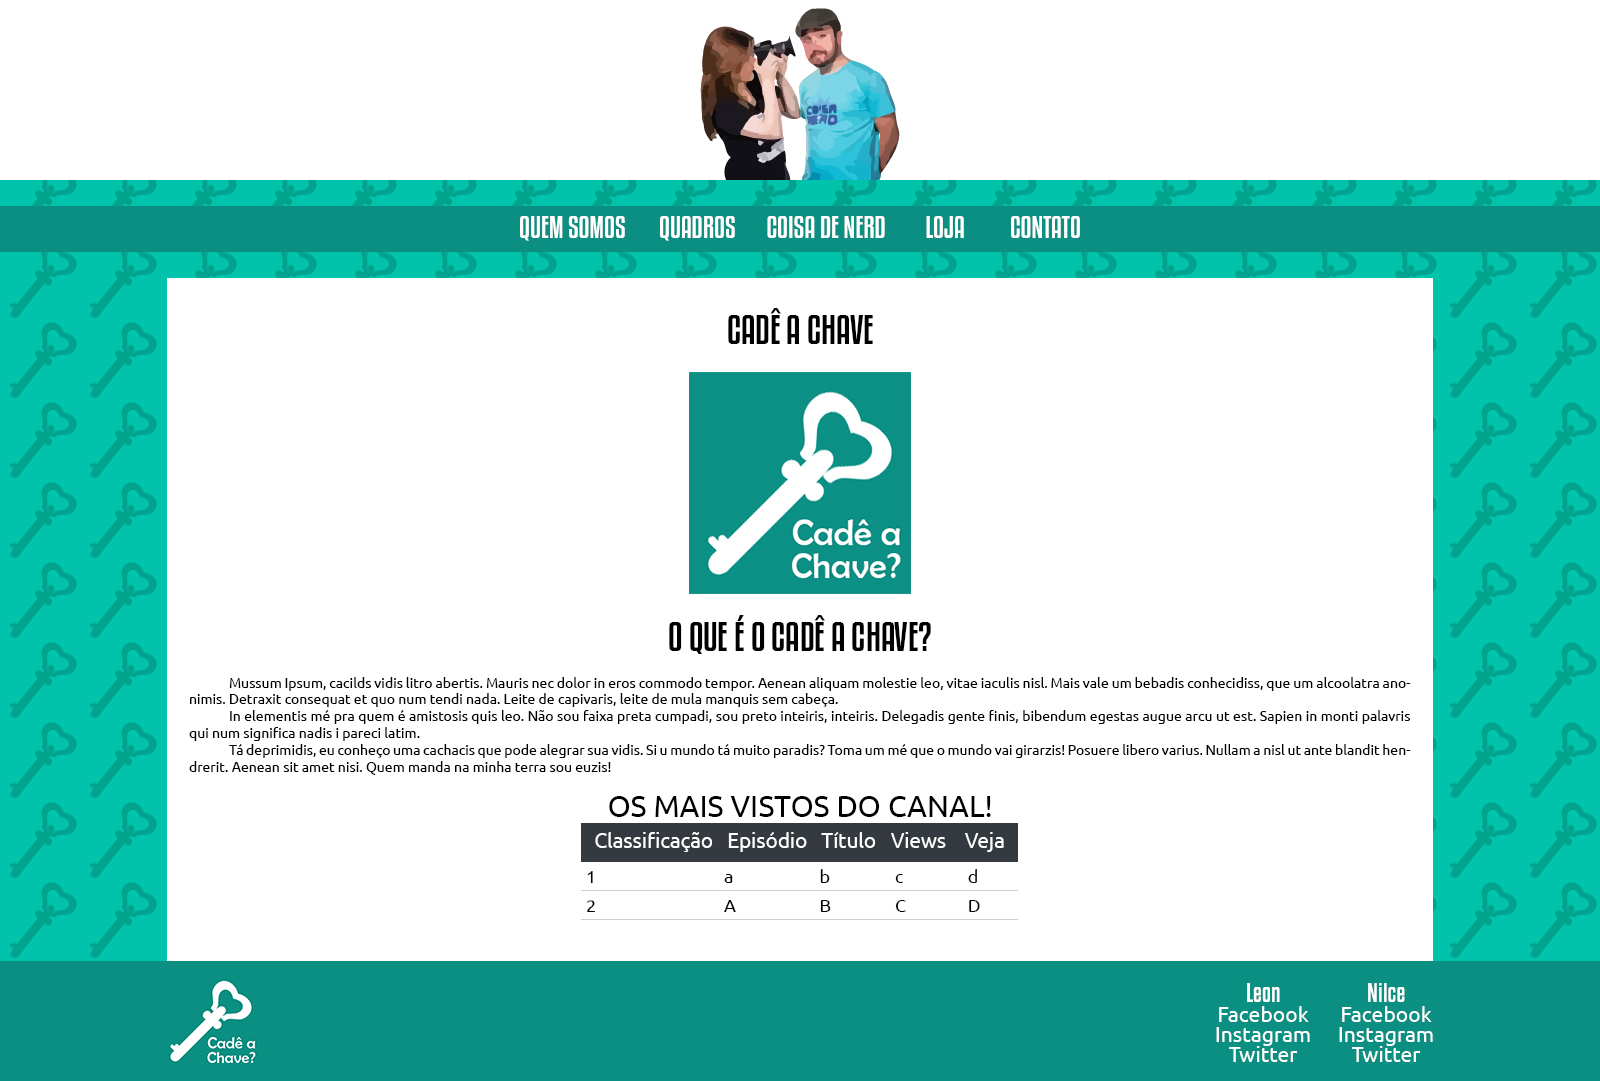 COISA
NERD
QUEM SOMOS QUADROS COISA DE NERD LOJA CONTATO
CADÊ A CHAVE
Cadê a
Chave?
O QUE É O CADÊ A CHAVE?
Mussum Ipsum, cacilds vidis litro abertis. Mauris nec dolor in eros commodo tempor. Aenean aliquam molestie leo, vitae iaculis nisl. Mais vale um bebadis conhecidiss, que um alcoolatra ano-
nimis. Detraxit consequat et quo num tendi nada. Leite de capivaris, leite de mula manquis sem cabeça.
In elementis mé pra quem é amistosis quis leo. Não sou faixa preta cumpadi, sou preto inteiris, inteiris. Delegadis gente finis, bibendum egestas augue arcu ut est. Sapien in monti palavris
qui num significa nadis i pareci latim.
Tá deprimidis, eu conheço uma cachacis que pode alegrar sua vidis. Si u mundo tá muito paradis? Toma um mé que o mundo vai girarzis! Posuere libero varius. Nullam a nisl ut ante blandit hen-
drerit. Aenean sit amet nisi. Quem manda na minha terra sou euzis!
OS MAIS VISTOS DO CANAL!
Classificação Episódio Título Views Veja
1 a b c d
2 A B C D
Cadê a
Chave?
Leon Nilce
Facebook Facebook
Instagram Instagram
Twitter Twitter